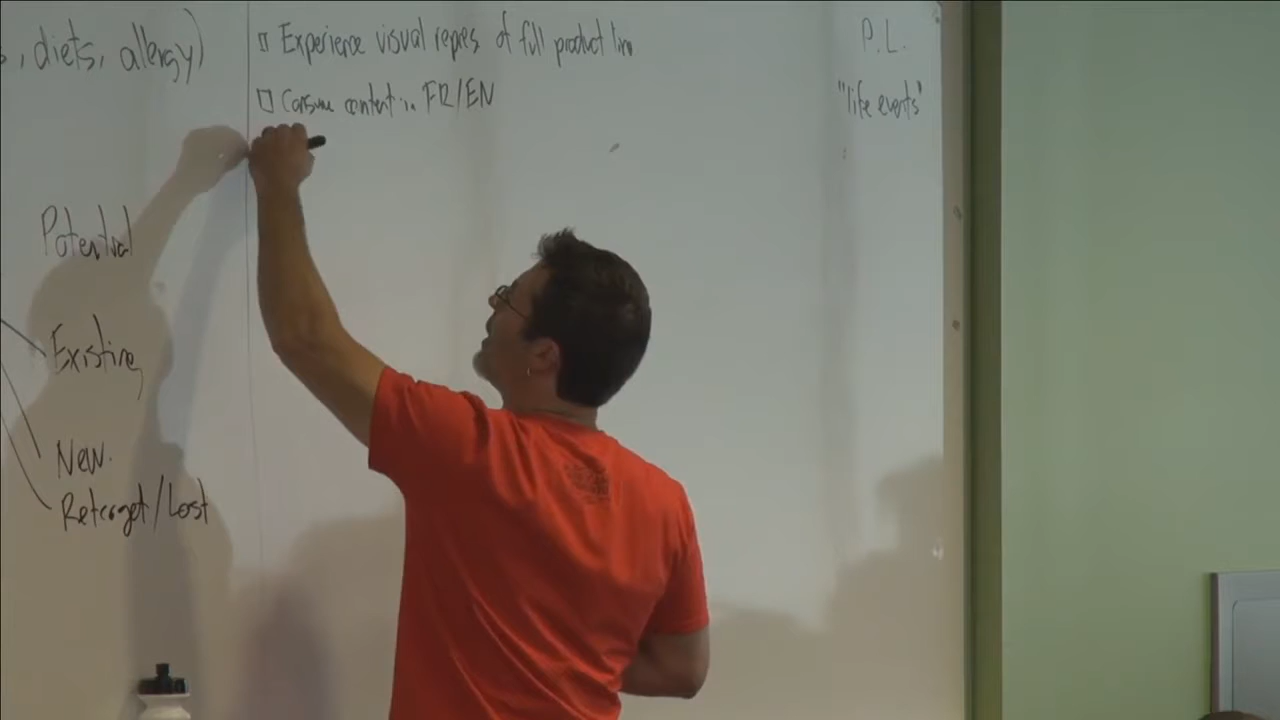 , diets, allergy)
Experience visual repres of full product line
Consume content in FR/EN
P.L.
"life events"
Potential
Existing
New.
Retarget/Lost